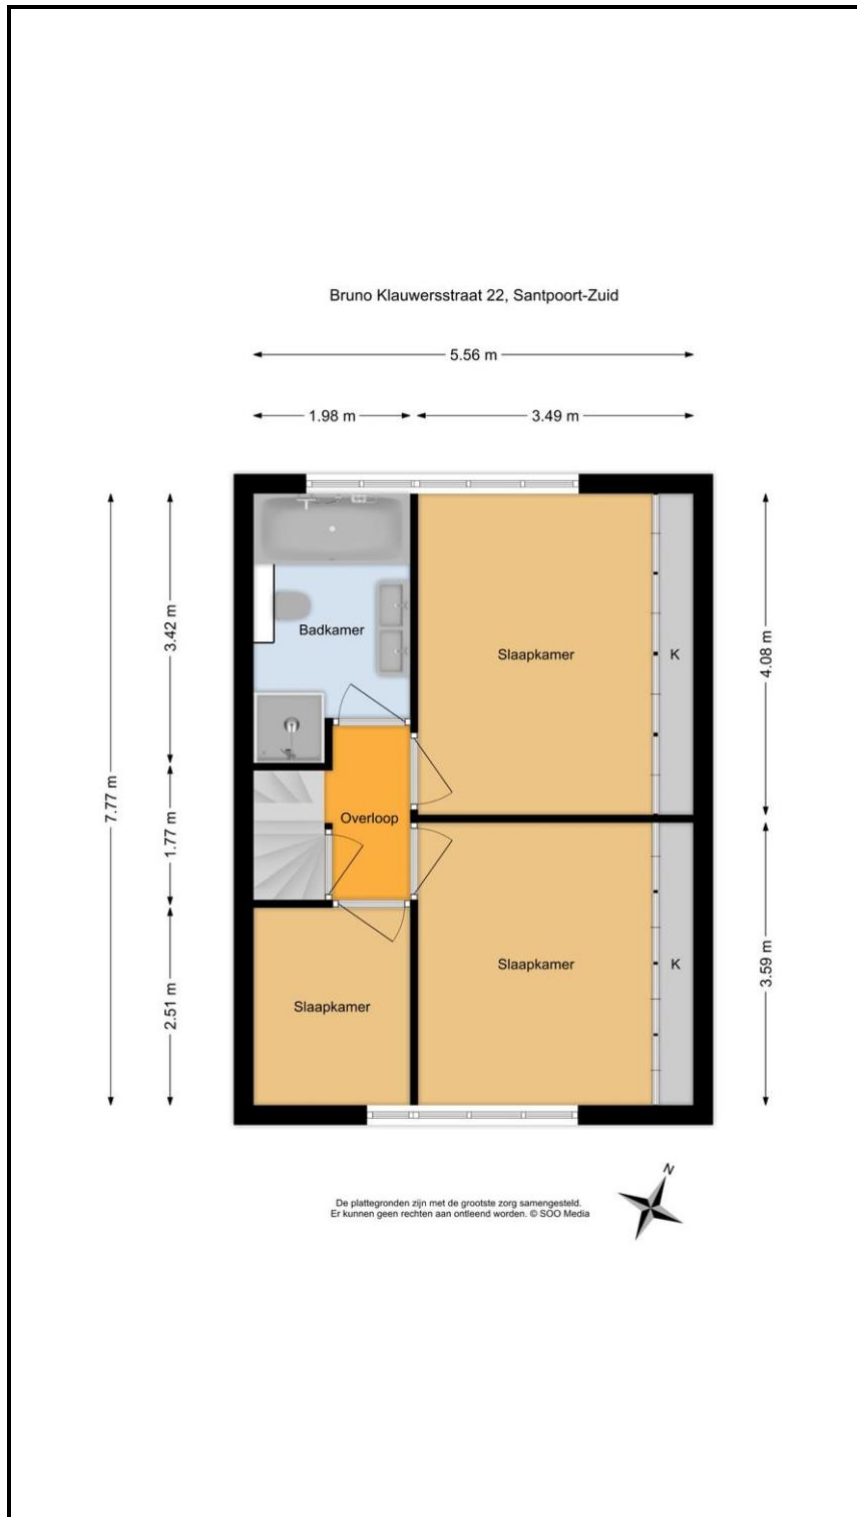 Bruno Klauwersstraat 22, Santpoort-Zuid
5.56 m
1.98 m
3.49 m
7.77 m
3.42 m
1.77 m
2.51 m
4.08 m
3.59 m
Badkamer
Slaapkamer
K
Overloop
Slaapkamer
K
Slaapkamer
N
De plattegronden zijn met de grootste zorg samengesteld.
Er kunnen geen rechten aan ontleend worden. © SOO Media